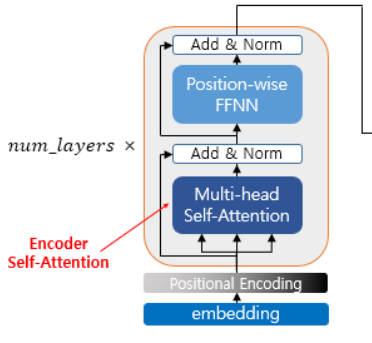 Add & Norm
Position-wise
FFNN
num_layers ×
Add & Norm
Multi-head
Self-Attention
Encoder
Self-Attention
Positional Encoding
embedding